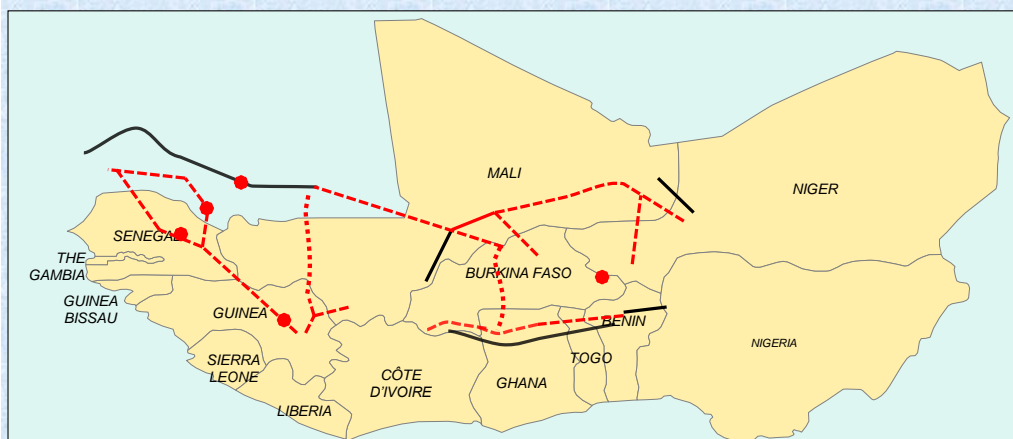 MALI
NIGER
SENEGAL
THE
GAMBIA
BURKINA FASO
GUINEA
BISSAU
GUINEA
BENIN
NIGERIA
SIERRA
LEONE
TOGO
CÔTE
D'IVOIRE
GHANA
LIBERIA